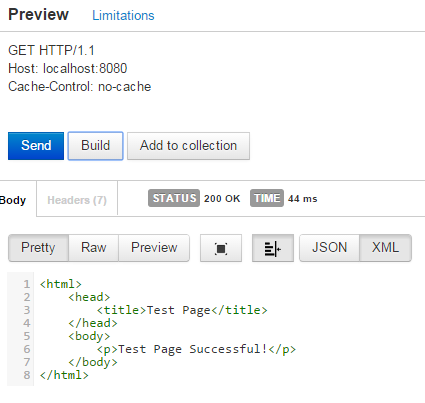 Preview Limitations
GET HTTP/1.1
Host: localhost:8080
Cache-Control: no-cache
Send Build Add to collection
Body Headers (7) STATUS 200 OK TIME 44 ms
Pretty Raw Preview JSON XML
1 <html>
2     <head>
3         <title>Test Page</title>
4     </head>
5     <body>
6         <p>Test Page Successful!</p>
7     </body>
8 </html>